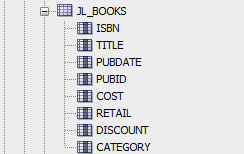 JL_BOOKS
ISBN
TITLE
PUBDATE
PUBID
COST
RETAIL
DISCOUNT
CATEGORY